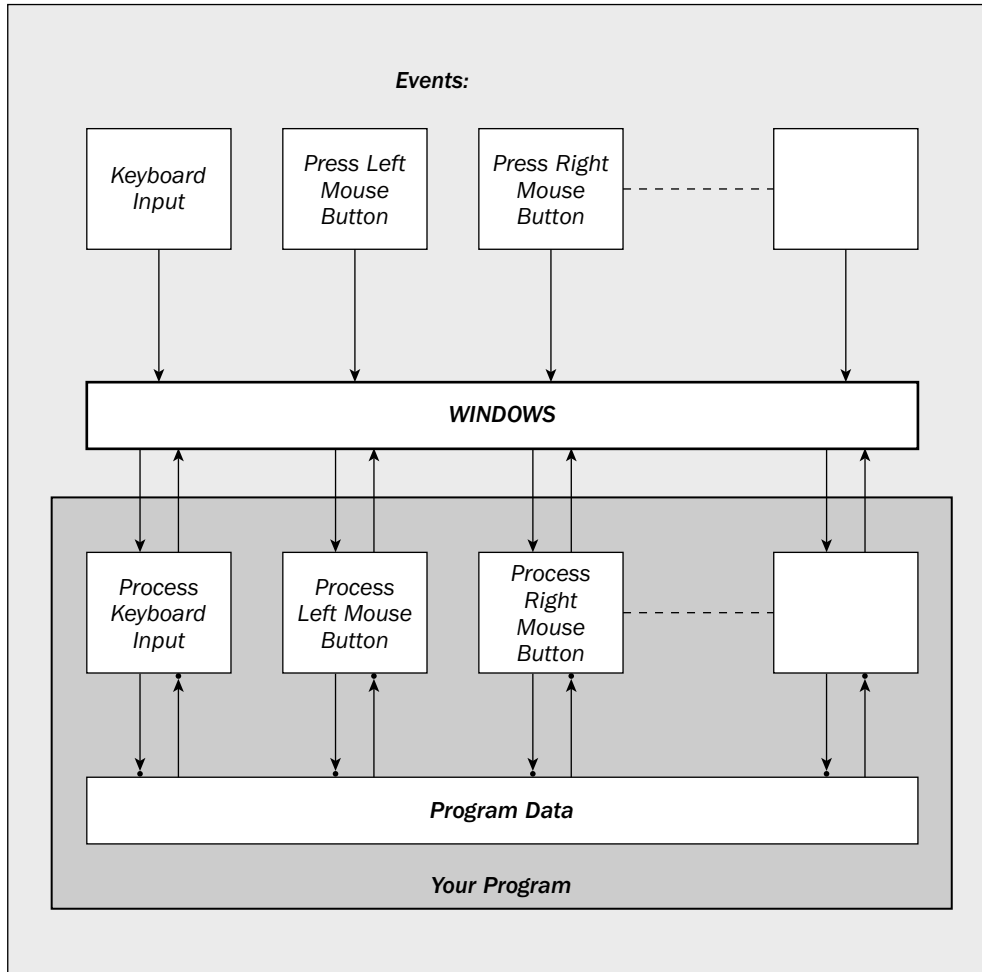 Events:
Keyboard
Input
Press Left
Mouse
Button
Press Right
Mouse
Button
WINDOWS
Process
Keyboard
Input
Process
Left Mouse
Button
Process
Right
Mouse
Button
Program Data
Your Program